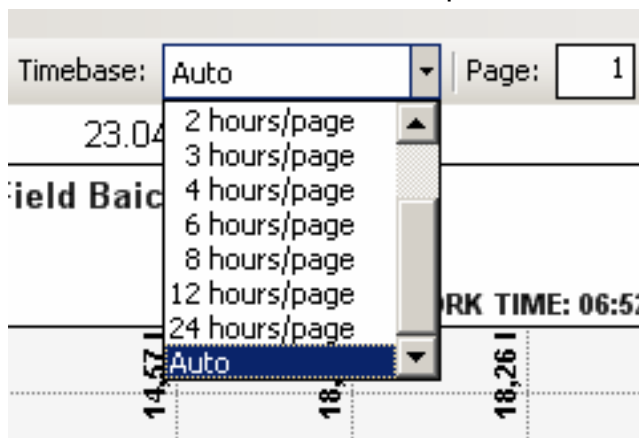 Timebase: Auto Page: 1
23.04
2 hours/page
3 hours/page
4 hours/page
6 hours/page
8 hours/page
12 hours/page
24 hours/page
Auto
ield Baic
RK TIME: 06:52
14,57 l
18,
18,26 l